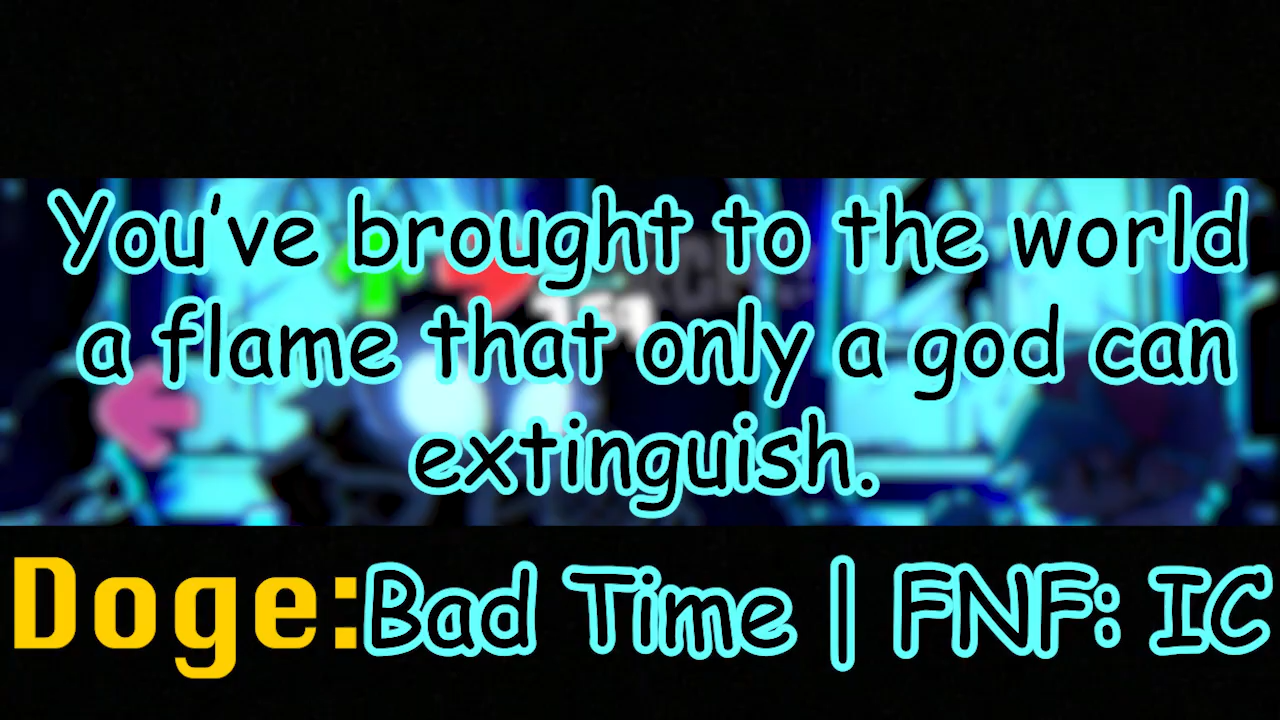 You've brought to the world
a flame that only a god can
extinguish.
Doge:Bad Time | FNF: IC